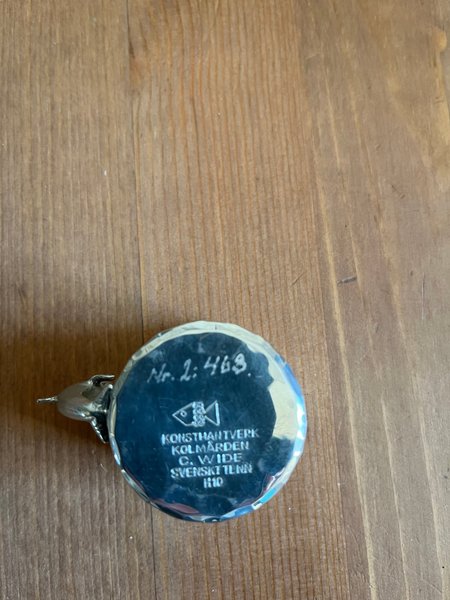 Nr. 2: 463.
KONSTHANTVERK
KOLMÅRDEN
C. WIDE
SVENSKT TENN
H10